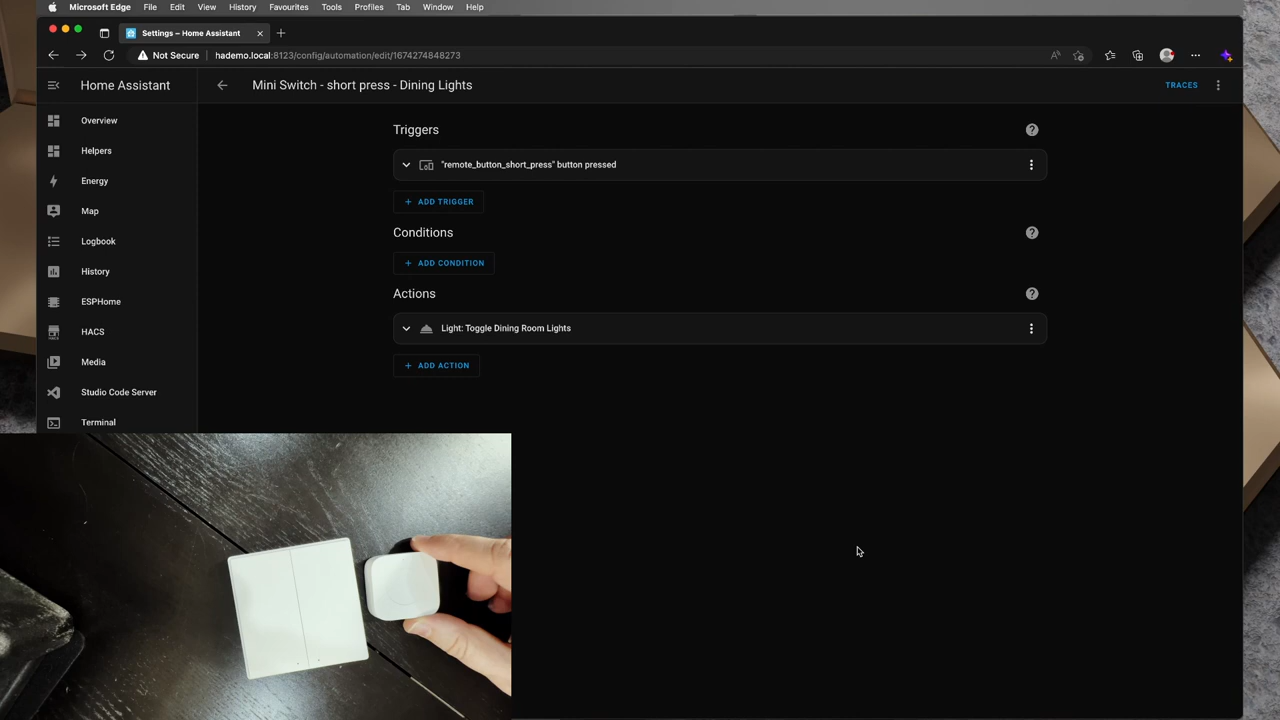 Microsoft Edge File Edit View History Favourites Tools Profiles Tab Window Help
Settings – Home Assistant
Not Secure hademo.local:8123/config/automation/edit/1674274848273
Home Assistant
Mini Switch - short press - Dining Lights
TRACES
Overview
Helpers
Energy
Map
Logbook
History
ESPHome
HACS
Media
Studio Code Server
Terminal
Triggers
"remote_button_short_press" button pressed
+ ADD TRIGGER
Conditions
+ ADD CONDITION
Actions
Light: Toggle Dining Room Lights
+ ADD ACTION